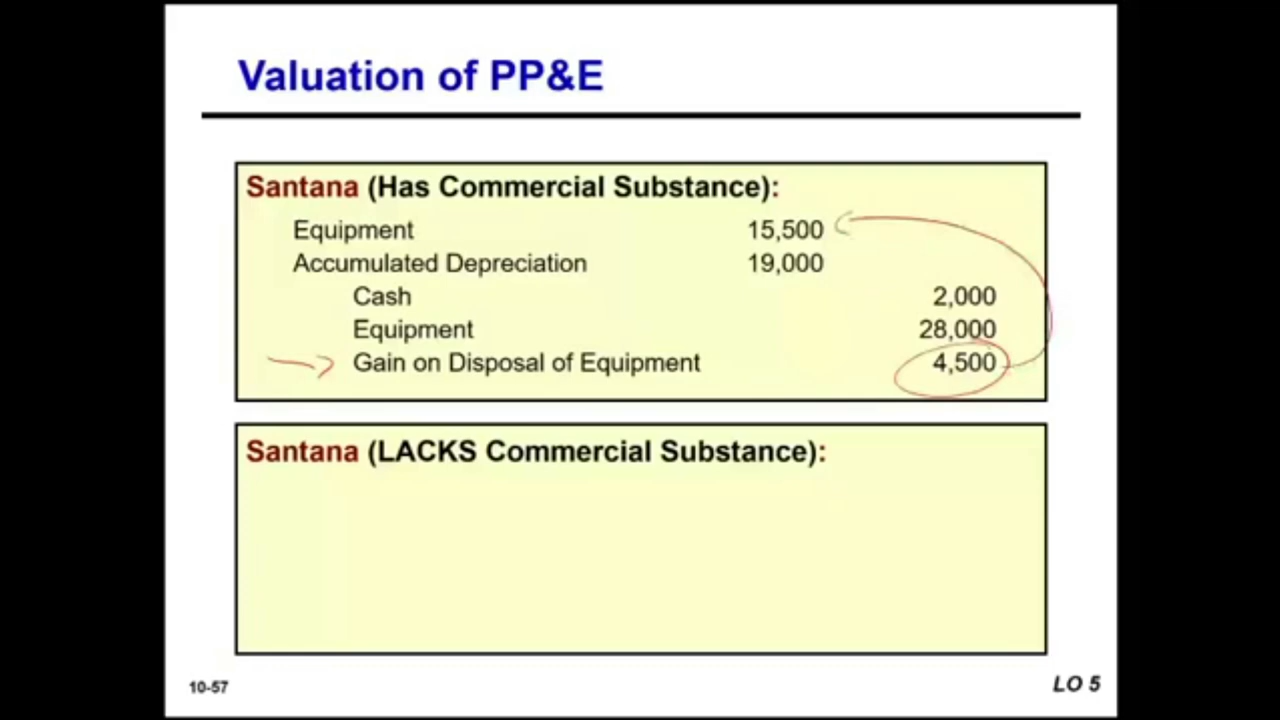 Valuation of PP&E
Santana (Has Commercial Substance):
Equipment 15,500
Accumulated Depreciation 19,000
Cash 2,000
Equipment 28,000
Gain on Disposal of Equipment 4,500
Santana (LACKS Commercial Substance):
10-57 LO 5